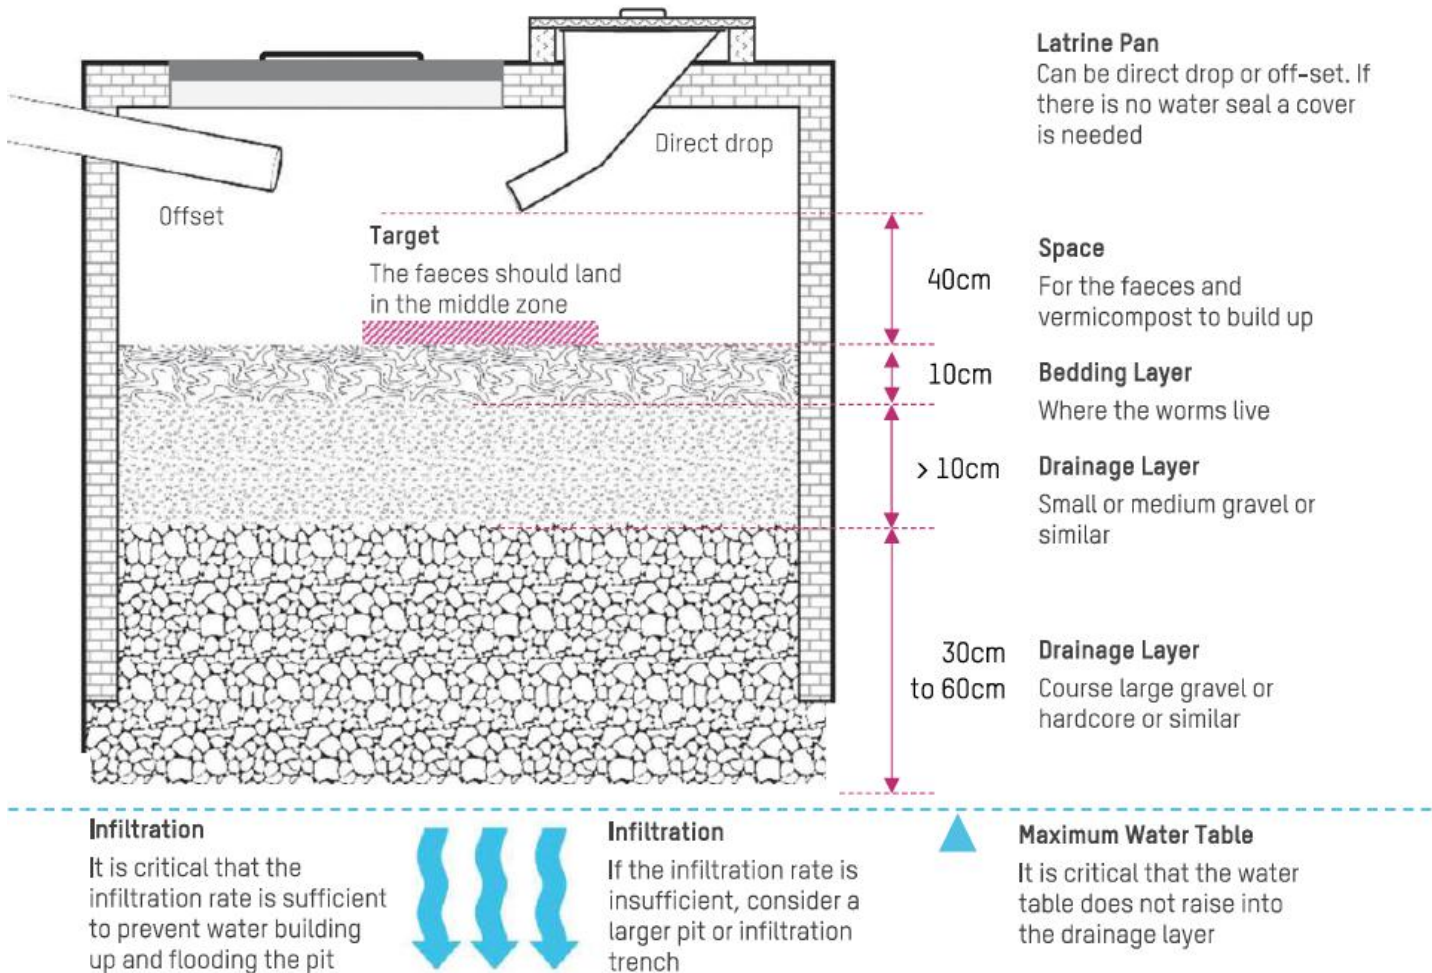 Latrine Pan
Can be direct drop or off-set. If
there is no water seal a cover
is needed
Direct drop
Offset
Target
The faeces should land
in the middle zone
40cm
Space
For the faeces and
vermicompost to build up
10cm
Bedding Layer
Where the worms live
> 10cm
Drainage Layer
Small or medium gravel or
similar
30cm
to 60cm
Drainage Layer
Course large gravel or
hardcore or similar
Infiltration
It is critical that the
infiltration rate is sufficient
to prevent water building
up and flooding the pit
Infiltration
If the infiltration rate is
insufficient, consider a
larger pit or infiltration
trench
Maximum Water Table
It is critical that the water
table does not raise into
the drainage layer